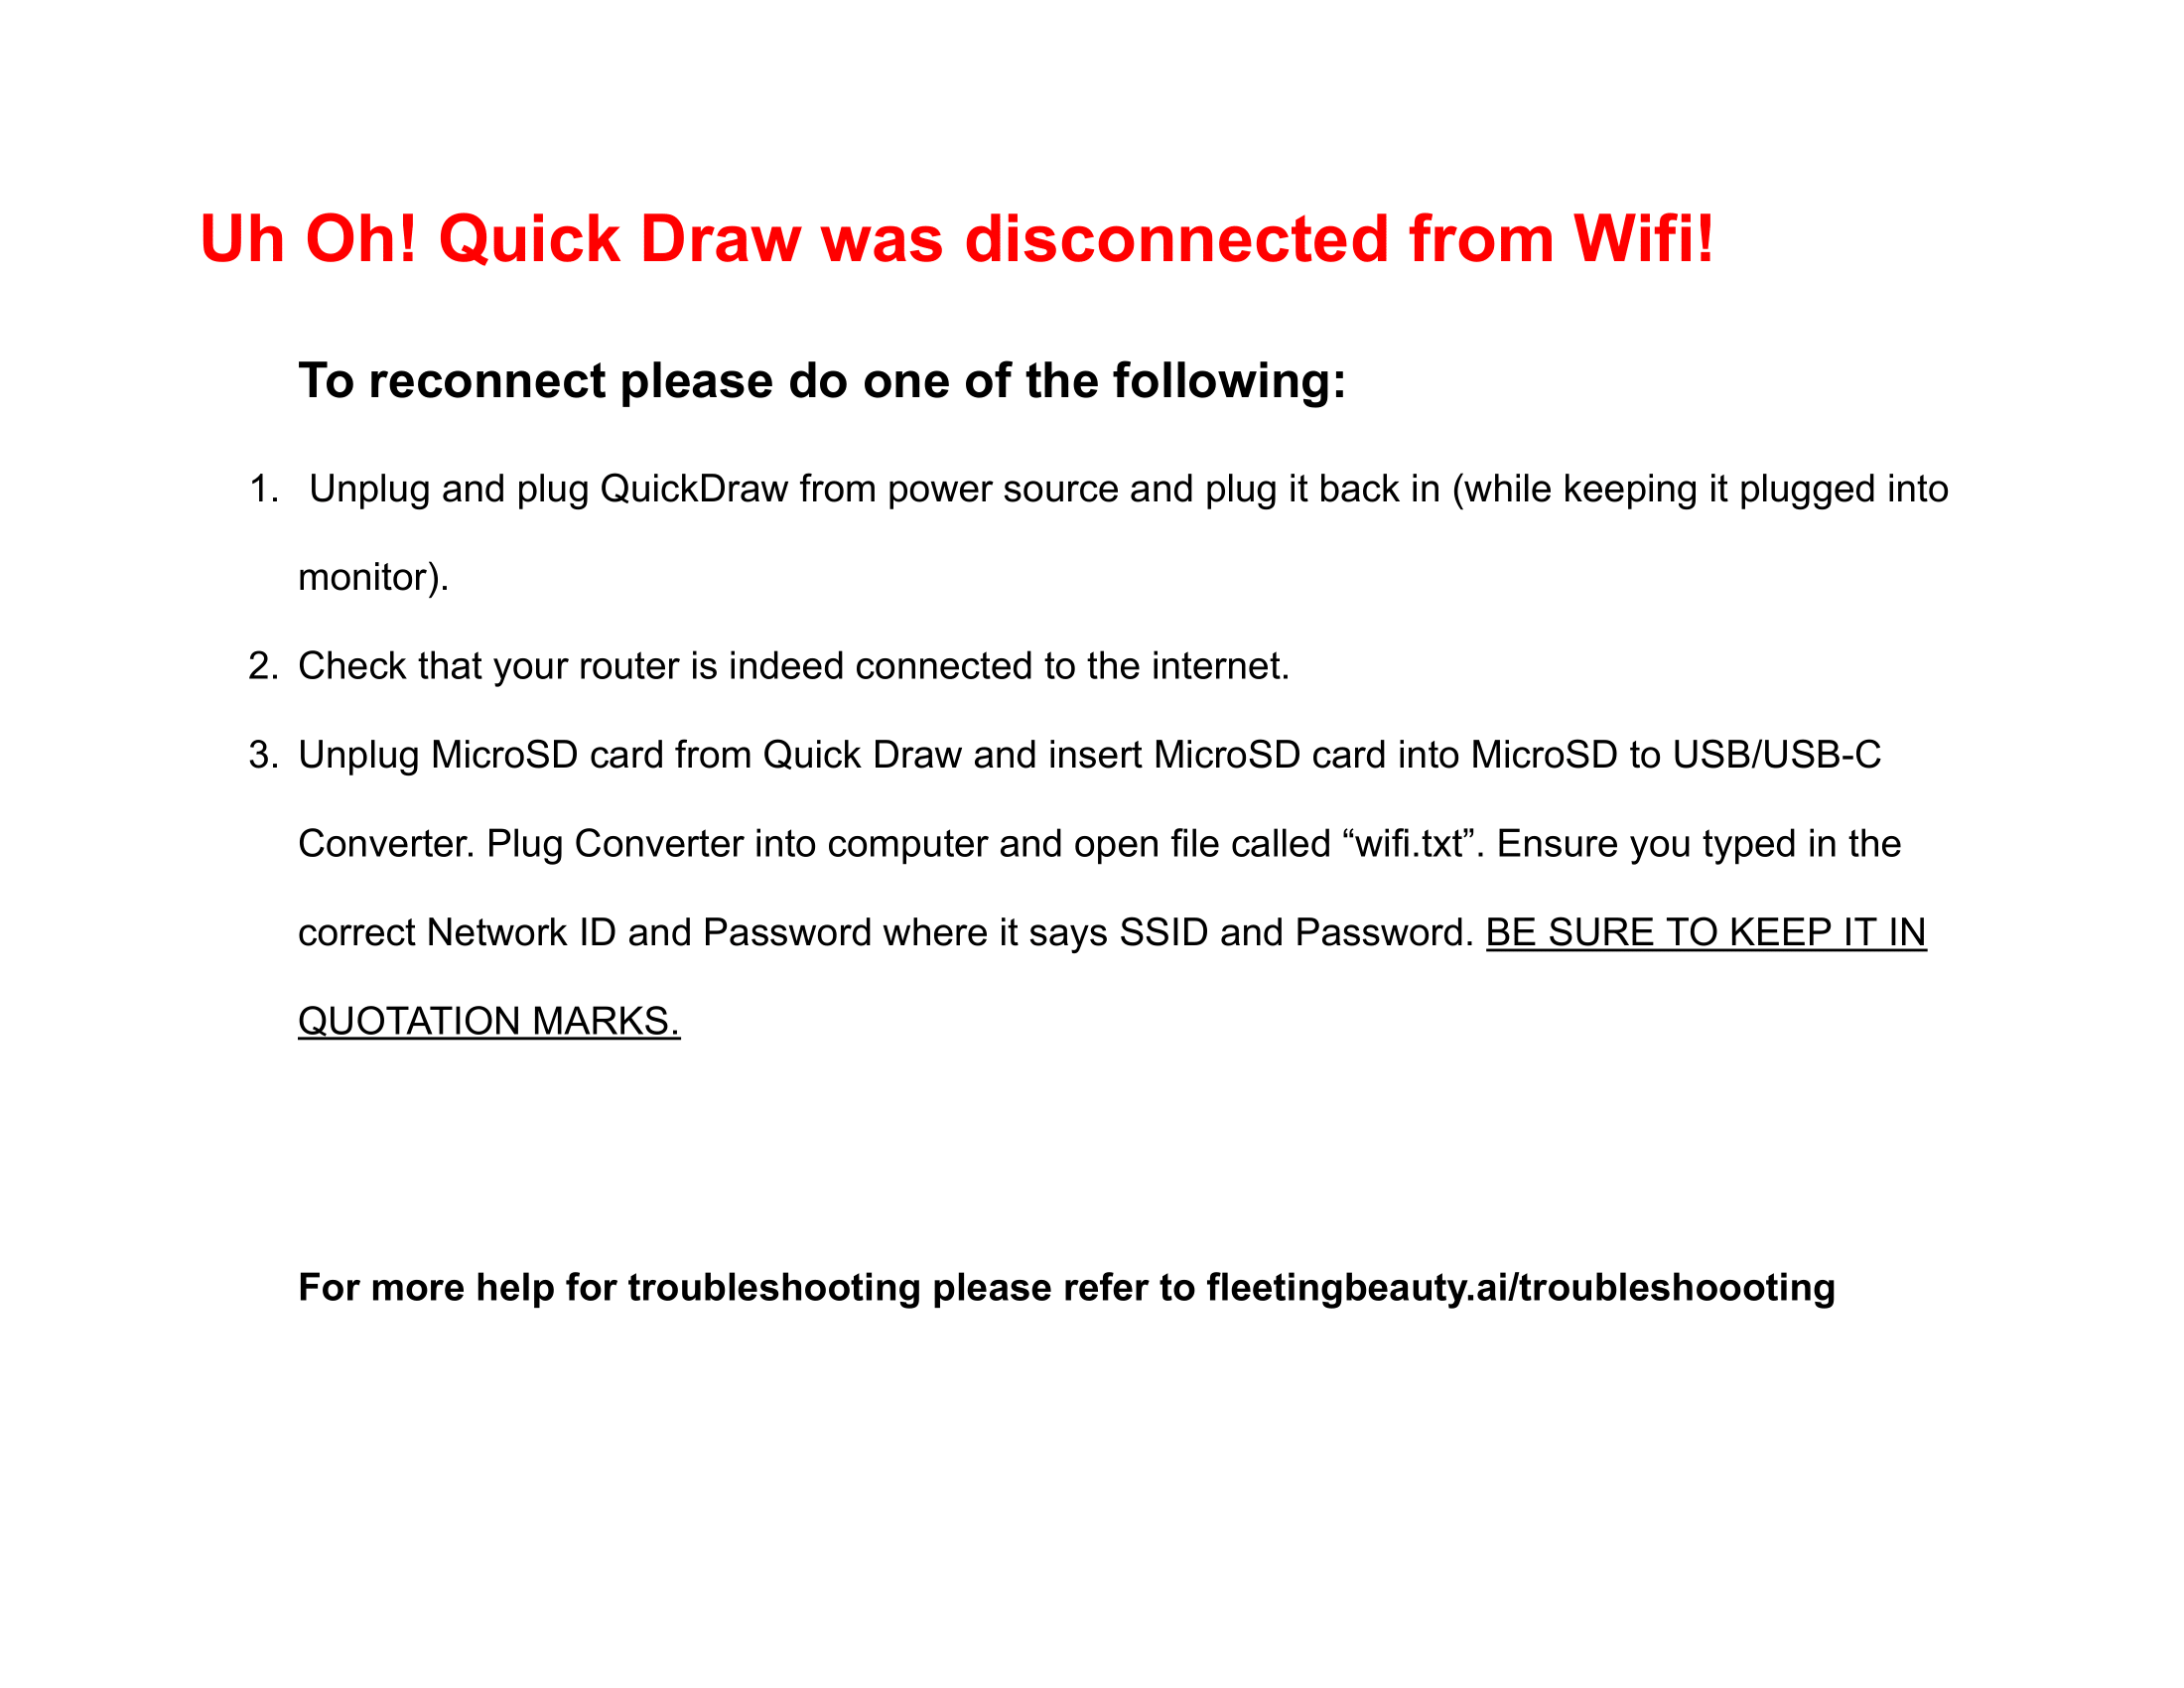 Uh Oh! Quick Draw was disconnected from Wifi!
To reconnect please do one of the following:
1. Unplug and plug QuickDraw from power source and plug it back in (while keeping it plugged into
monitor).
2. Check that your router is indeed connected to the internet.
3. Unplug MicroSD card from Quick Draw and insert MicroSD card into MicroSD to USB/USB-C
Converter. Plug Converter into computer and open file called “wifi.txt”. Ensure you typed in the
correct Network ID and Password where it says SSID and Password. BE SURE TO KEEP IT IN
QUOTATION MARKS.
For more help for troubleshooting please refer to fleetingbeauty.ai/troubleshoooting